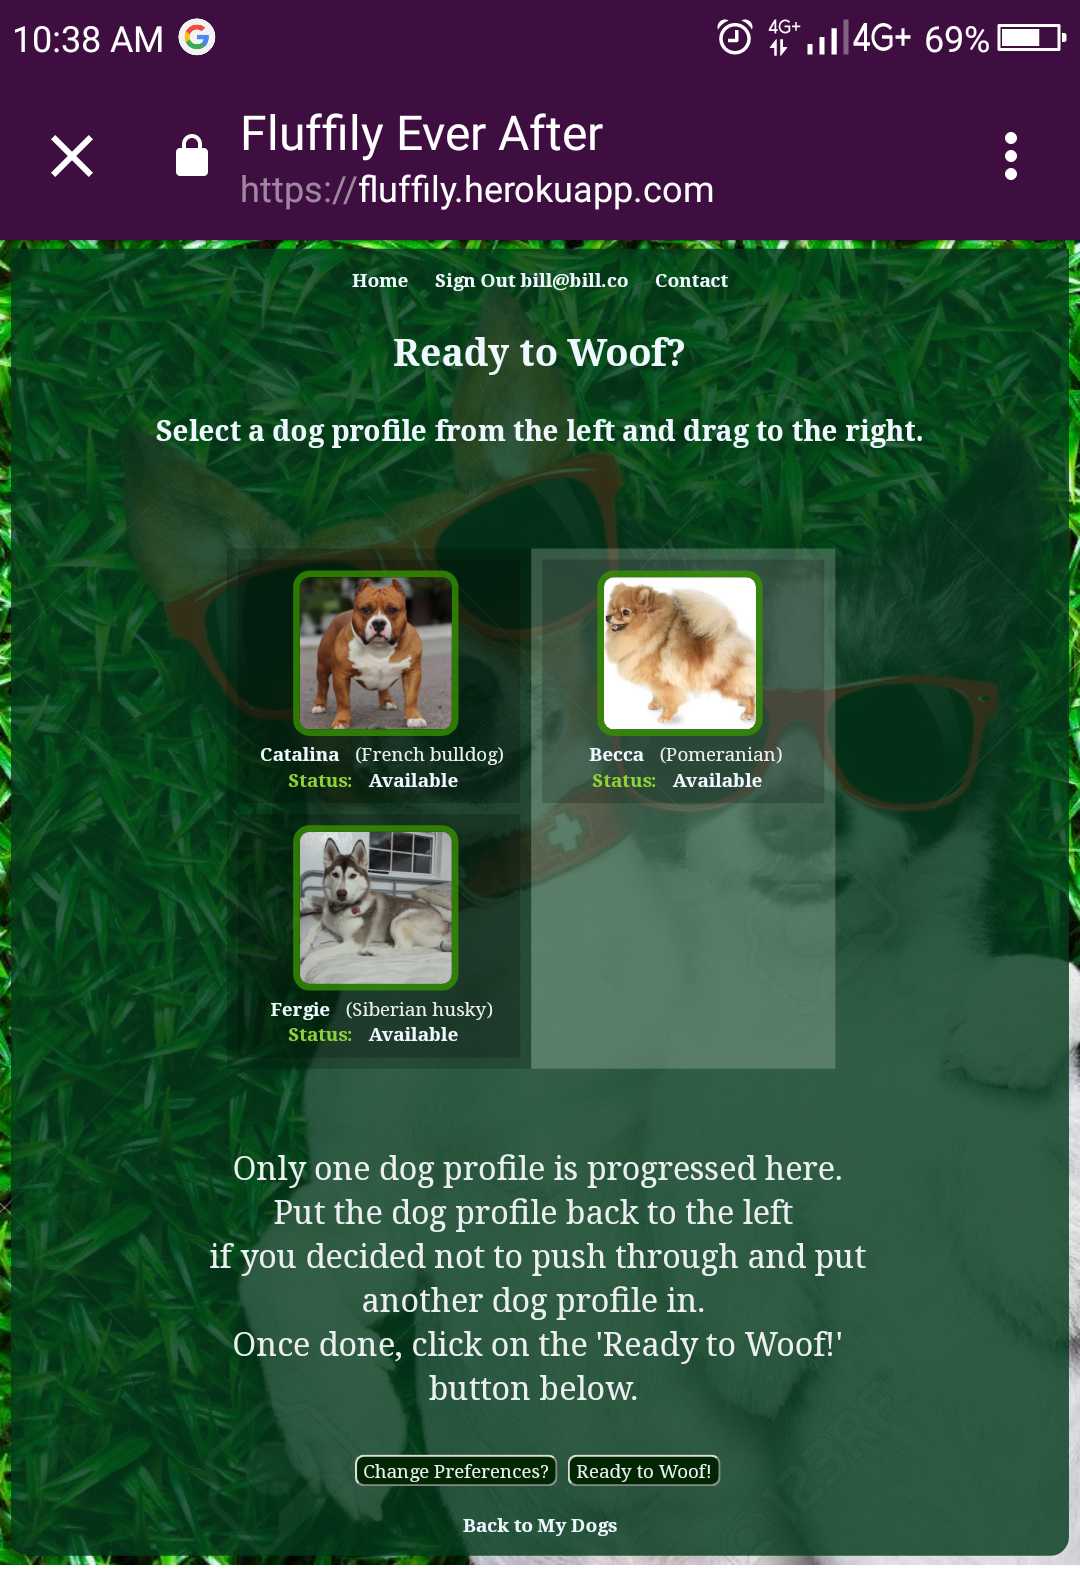 10:38 AM
4G+ 4G+ 69%
Fluffily Ever After
https://fluffily.herokuapp.com
Home Sign Out bill@bill.co Contact
Ready to Woof?
Select a dog profile from the left and drag to the right.
Catalina (French bulldog)
Status: Available
Becca (Pomeranian)
Status: Available
Fergie (Siberian husky)
Status: Available
Only one dog profile is progressed here.
Put the dog profile back to the left
if you decided not to push through and put
another dog profile in.
Once done, click on the 'Ready to Woof!'
button below.
Change Preferences? Ready to Woof!
Back to My Dogs